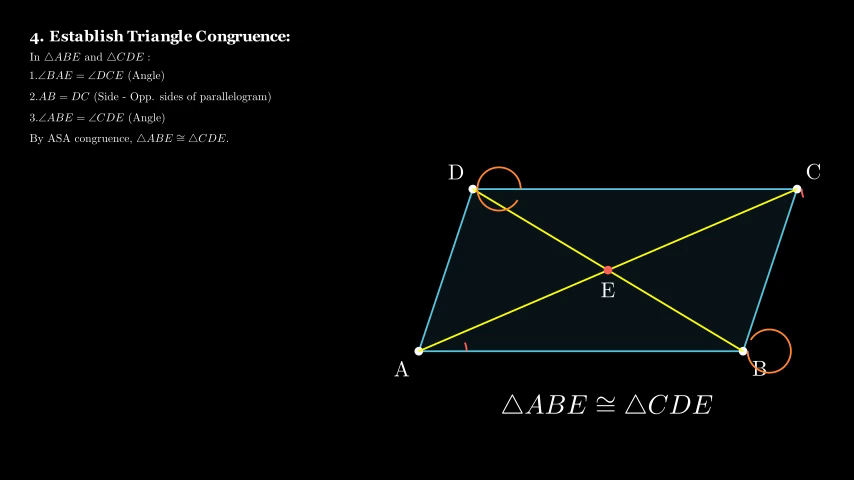 4. Establish Triangle Congruence:
In △ABE and △CDE :
1.∠BAE = ∠DCE (Angle)
2.AB = DC (Side - Opp. sides of parallelogram)
3.∠ABE = ∠CDE (Angle)
By ASA congruence, △ABE ≅ △CDE.
D
C
E
A
B
△ABE ≅ △CDE